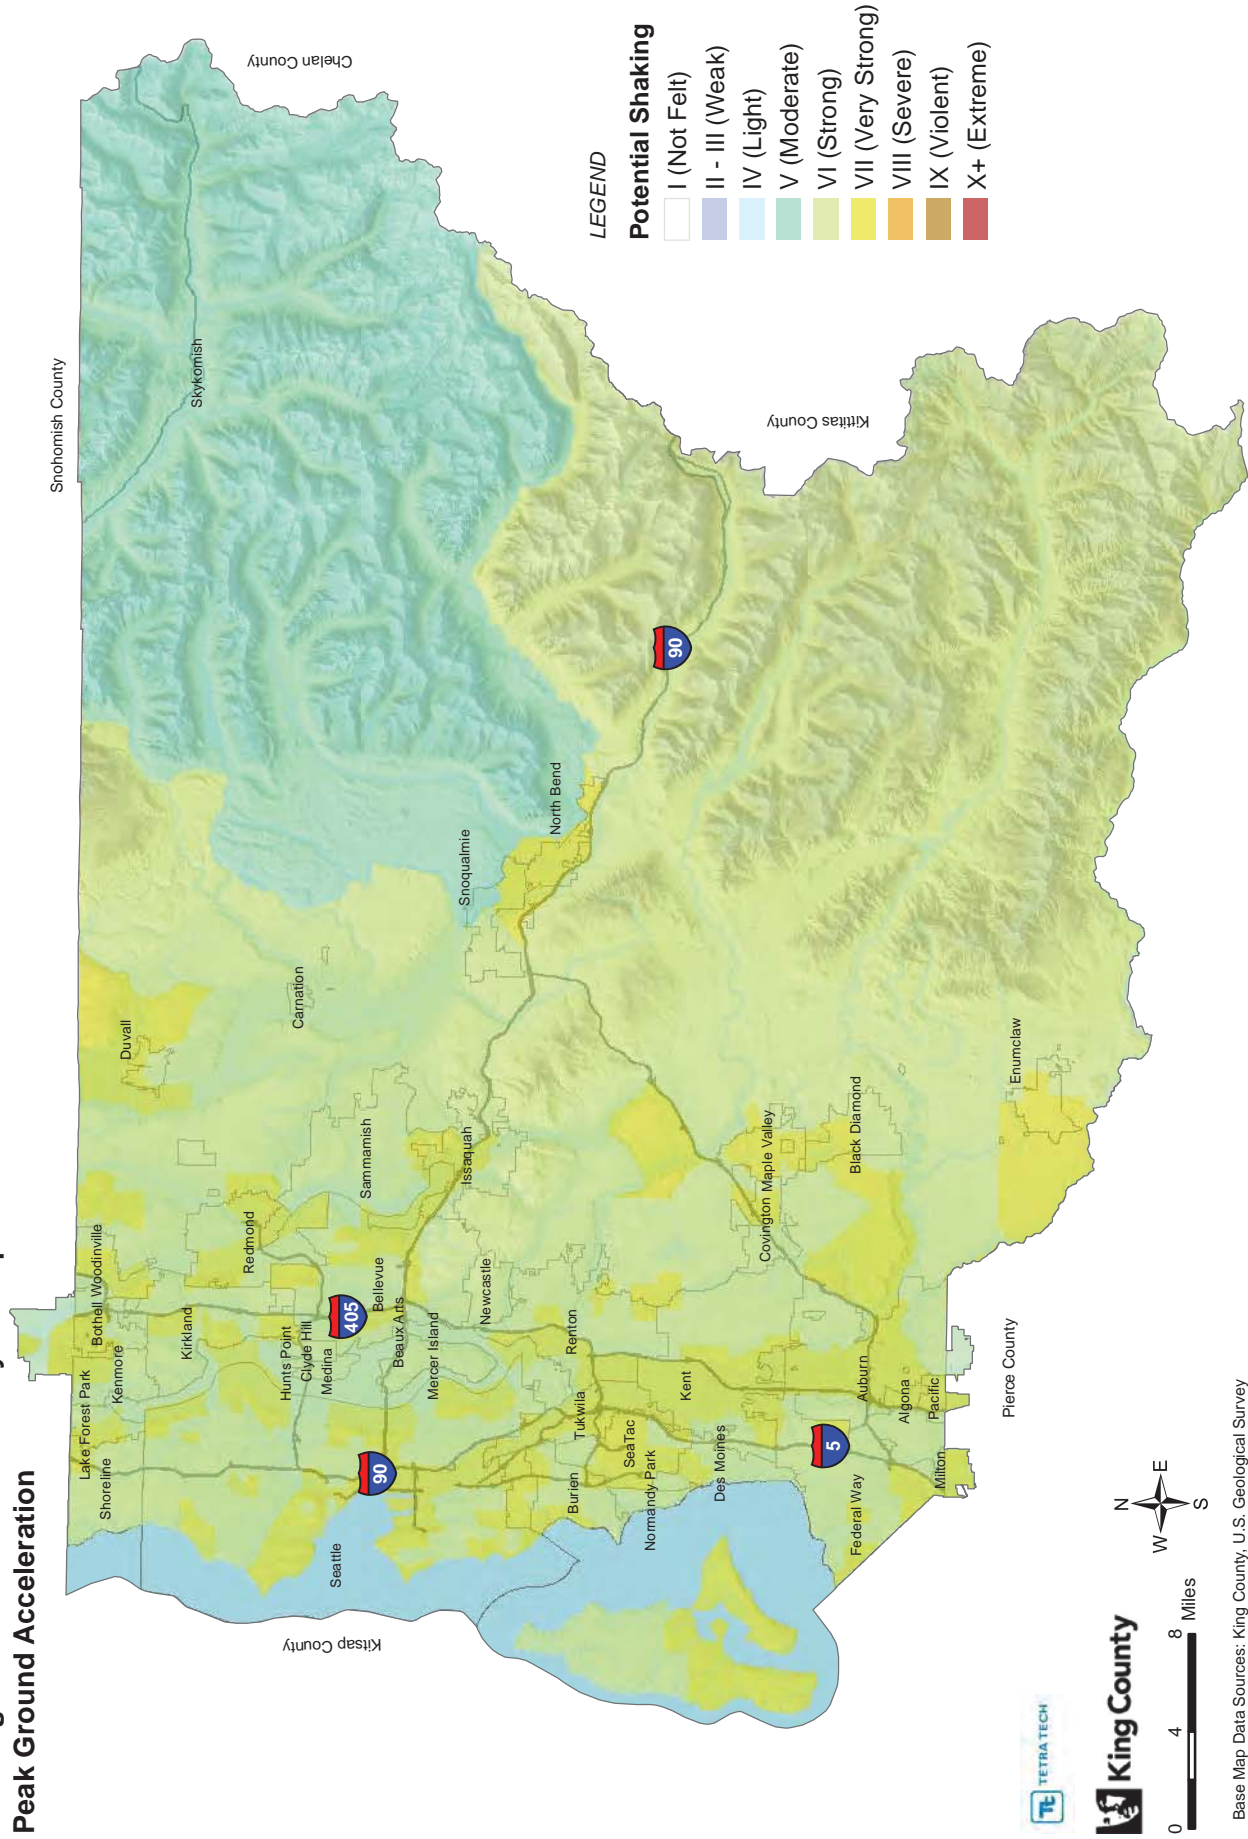 Peak Ground Acceleration
Snohomish County
Chelan County
Kittitas County
Pierce County
Kitsap County
Skykomish
Duvall
Carnation
Snoqualmie
North Bend
Lake Forest Park
Shoreline
Kenmore
Bothell
Woodinville
Kirkland
Redmond
Sammamish
Hunts Point
Clyde Hill
Medina
405
Bellevue
Beaux Arts
Mercer Island
Issaquah
Newcastle
Seattle
90
90
Renton
Tukwila
Burien
SeaTac
Normandy Park
Kent
Des Moines
Covington
Maple Valley
Black Diamond
Enumclaw
5
Auburn
Algona
Pacific
Federal Way
Milton
LEGEND
Potential Shaking
I (Not Felt)
II - III (Weak)
IV (Light)
V (Moderate)
VI (Strong)
VII (Very Strong)
VIII (Severe)
IX (Violent)
X+ (Extreme)
TETRA TECH
King County
N
W
E
S
0 4 8
Miles
Base Map Data Sources: King County, U.S. Geological Survey